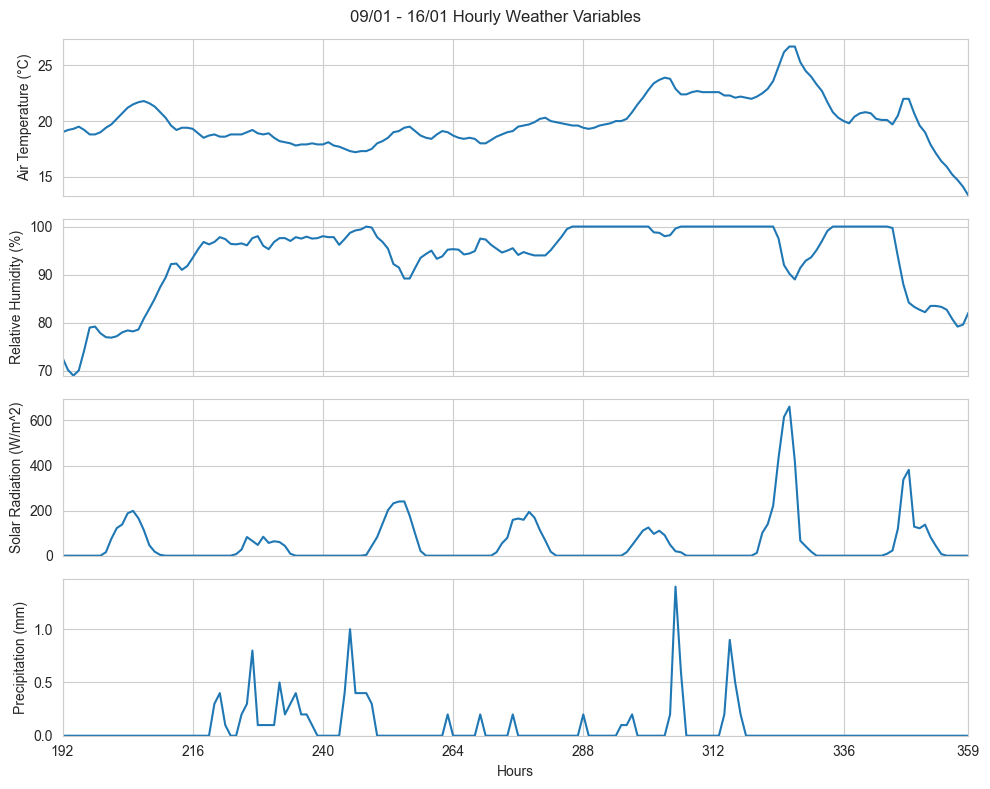 09/01 - 16/01 Hourly Weather Variables
Air Temperature (°C)
25
20
15
Relative Humidity (%)
100
90
80
70
Solar Radiation (W/m^2)
600
400
200
0
Precipitation (mm)
1.0
0.5
0.0
192 216 240 264 288 312 336 359
Hours